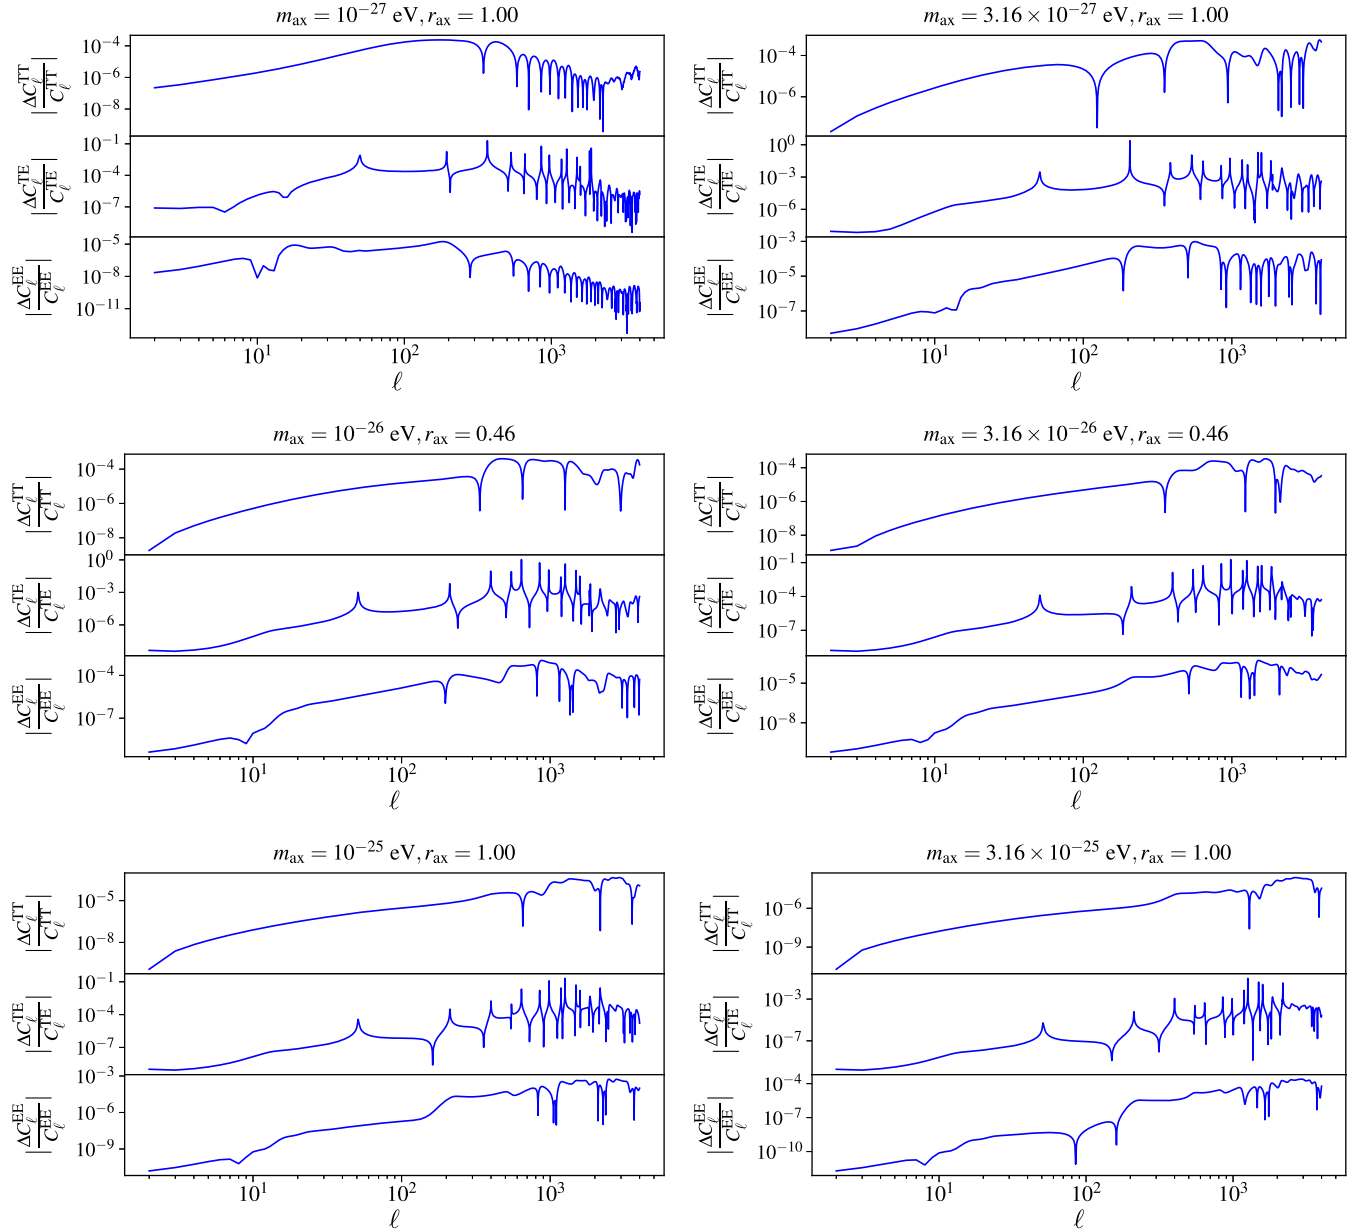 m_ax = 10^−27 eV, r_ax = 1.00
|ΔC_ℓ^TT / C_ℓ^TT|
10^−4
10^−6
10^−8
|ΔC_ℓ^TE / C_ℓ^TE|
10^−1
10^−4
10^−7
|ΔC_ℓ^EE / C_ℓ^EE|
10^−5
10^−8
10^−11
10^1 10^2 10^3
ℓ
m_ax = 3.16 × 10^−27 eV, r_ax = 1.00
|ΔC_ℓ^TT / C_ℓ^TT|
10^−4
10^−6
|ΔC_ℓ^TE / C_ℓ^TE|
10^0
10^−3
10^−6
|ΔC_ℓ^EE / C_ℓ^EE|
10^−3
10^−3
10^−5
10^−7
10^1 10^2 10^3
ℓ
m_ax = 10^−26 eV, r_ax = 0.46
|ΔC_ℓ^TT / C_ℓ^TT|
10^−4
10^−6
10^−8
|ΔC_ℓ^TE / C_ℓ^TE|
10^0
10^−3
10^−6
|ΔC_ℓ^EE / C_ℓ^EE|
10^−4
10^−7
10^1 10^2 10^3
ℓ
m_ax = 3.16 × 10^−26 eV, r_ax = 0.46
|ΔC_ℓ^TT / C_ℓ^TT|
10^−4
10^−6
10^−8
|ΔC_ℓ^TE / C_ℓ^TE|
10^−1
10^−4
10^−7
|ΔC_ℓ^EE / C_ℓ^EE|
10^−5
10^−8
10^1 10^2 10^3
ℓ
m_ax = 10^−25 eV, r_ax = 1.00
|ΔC_ℓ^TT / C_ℓ^TT|
10^−5
10^−8
|ΔC_ℓ^TE / C_ℓ^TE|
10^−1
10^−4
10^−7
|ΔC_ℓ^EE / C_ℓ^EE|
10^−3
10^−6
10^−9
10^1 10^2 10^3
ℓ
m_ax = 3.16 × 10^−25 eV, r_ax = 1.00
|ΔC_ℓ^TT / C_ℓ^TT|
10^−6
10^−9
|ΔC_ℓ^TE / C_ℓ^TE|
10^−3
10^−7
|ΔC_ℓ^EE / C_ℓ^EE|
10^−4
10^−7
10^−10
10^1 10^2 10^3
ℓ